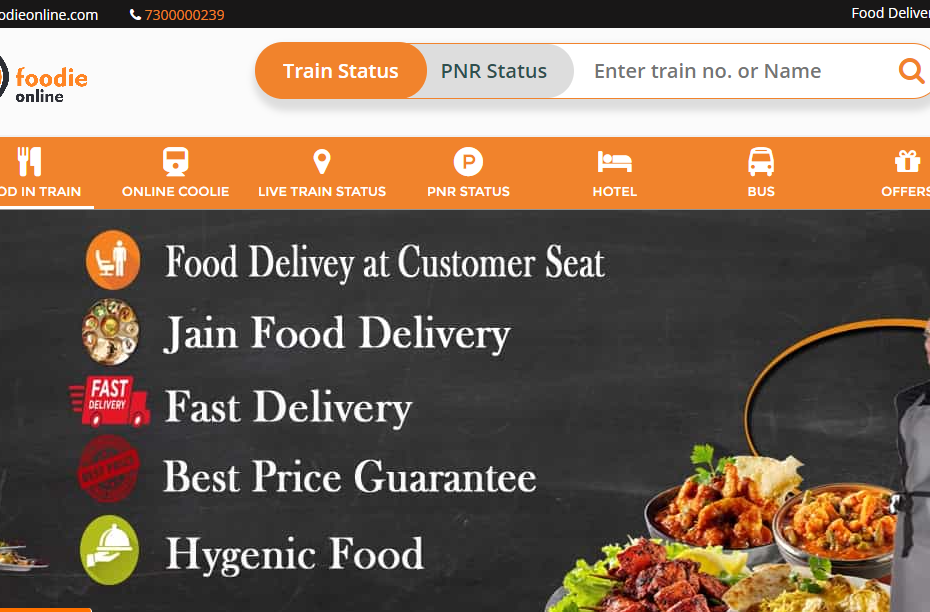 odieonline.com
7300000239
Food Deliver
foodie
online
Train Status
PNR Status
Enter train no. or Name
OD IN TRAIN
ONLINE COOLIE
LIVE TRAIN STATUS
P
PNR STATUS
HOTEL
BUS
OFFERS
Food Delivey at Customer Seat
Jain Food Delivery
FAST
DELIVERY
Fast Delivery
BEST PRICE
Best Price Guarantee
Hygenic Food